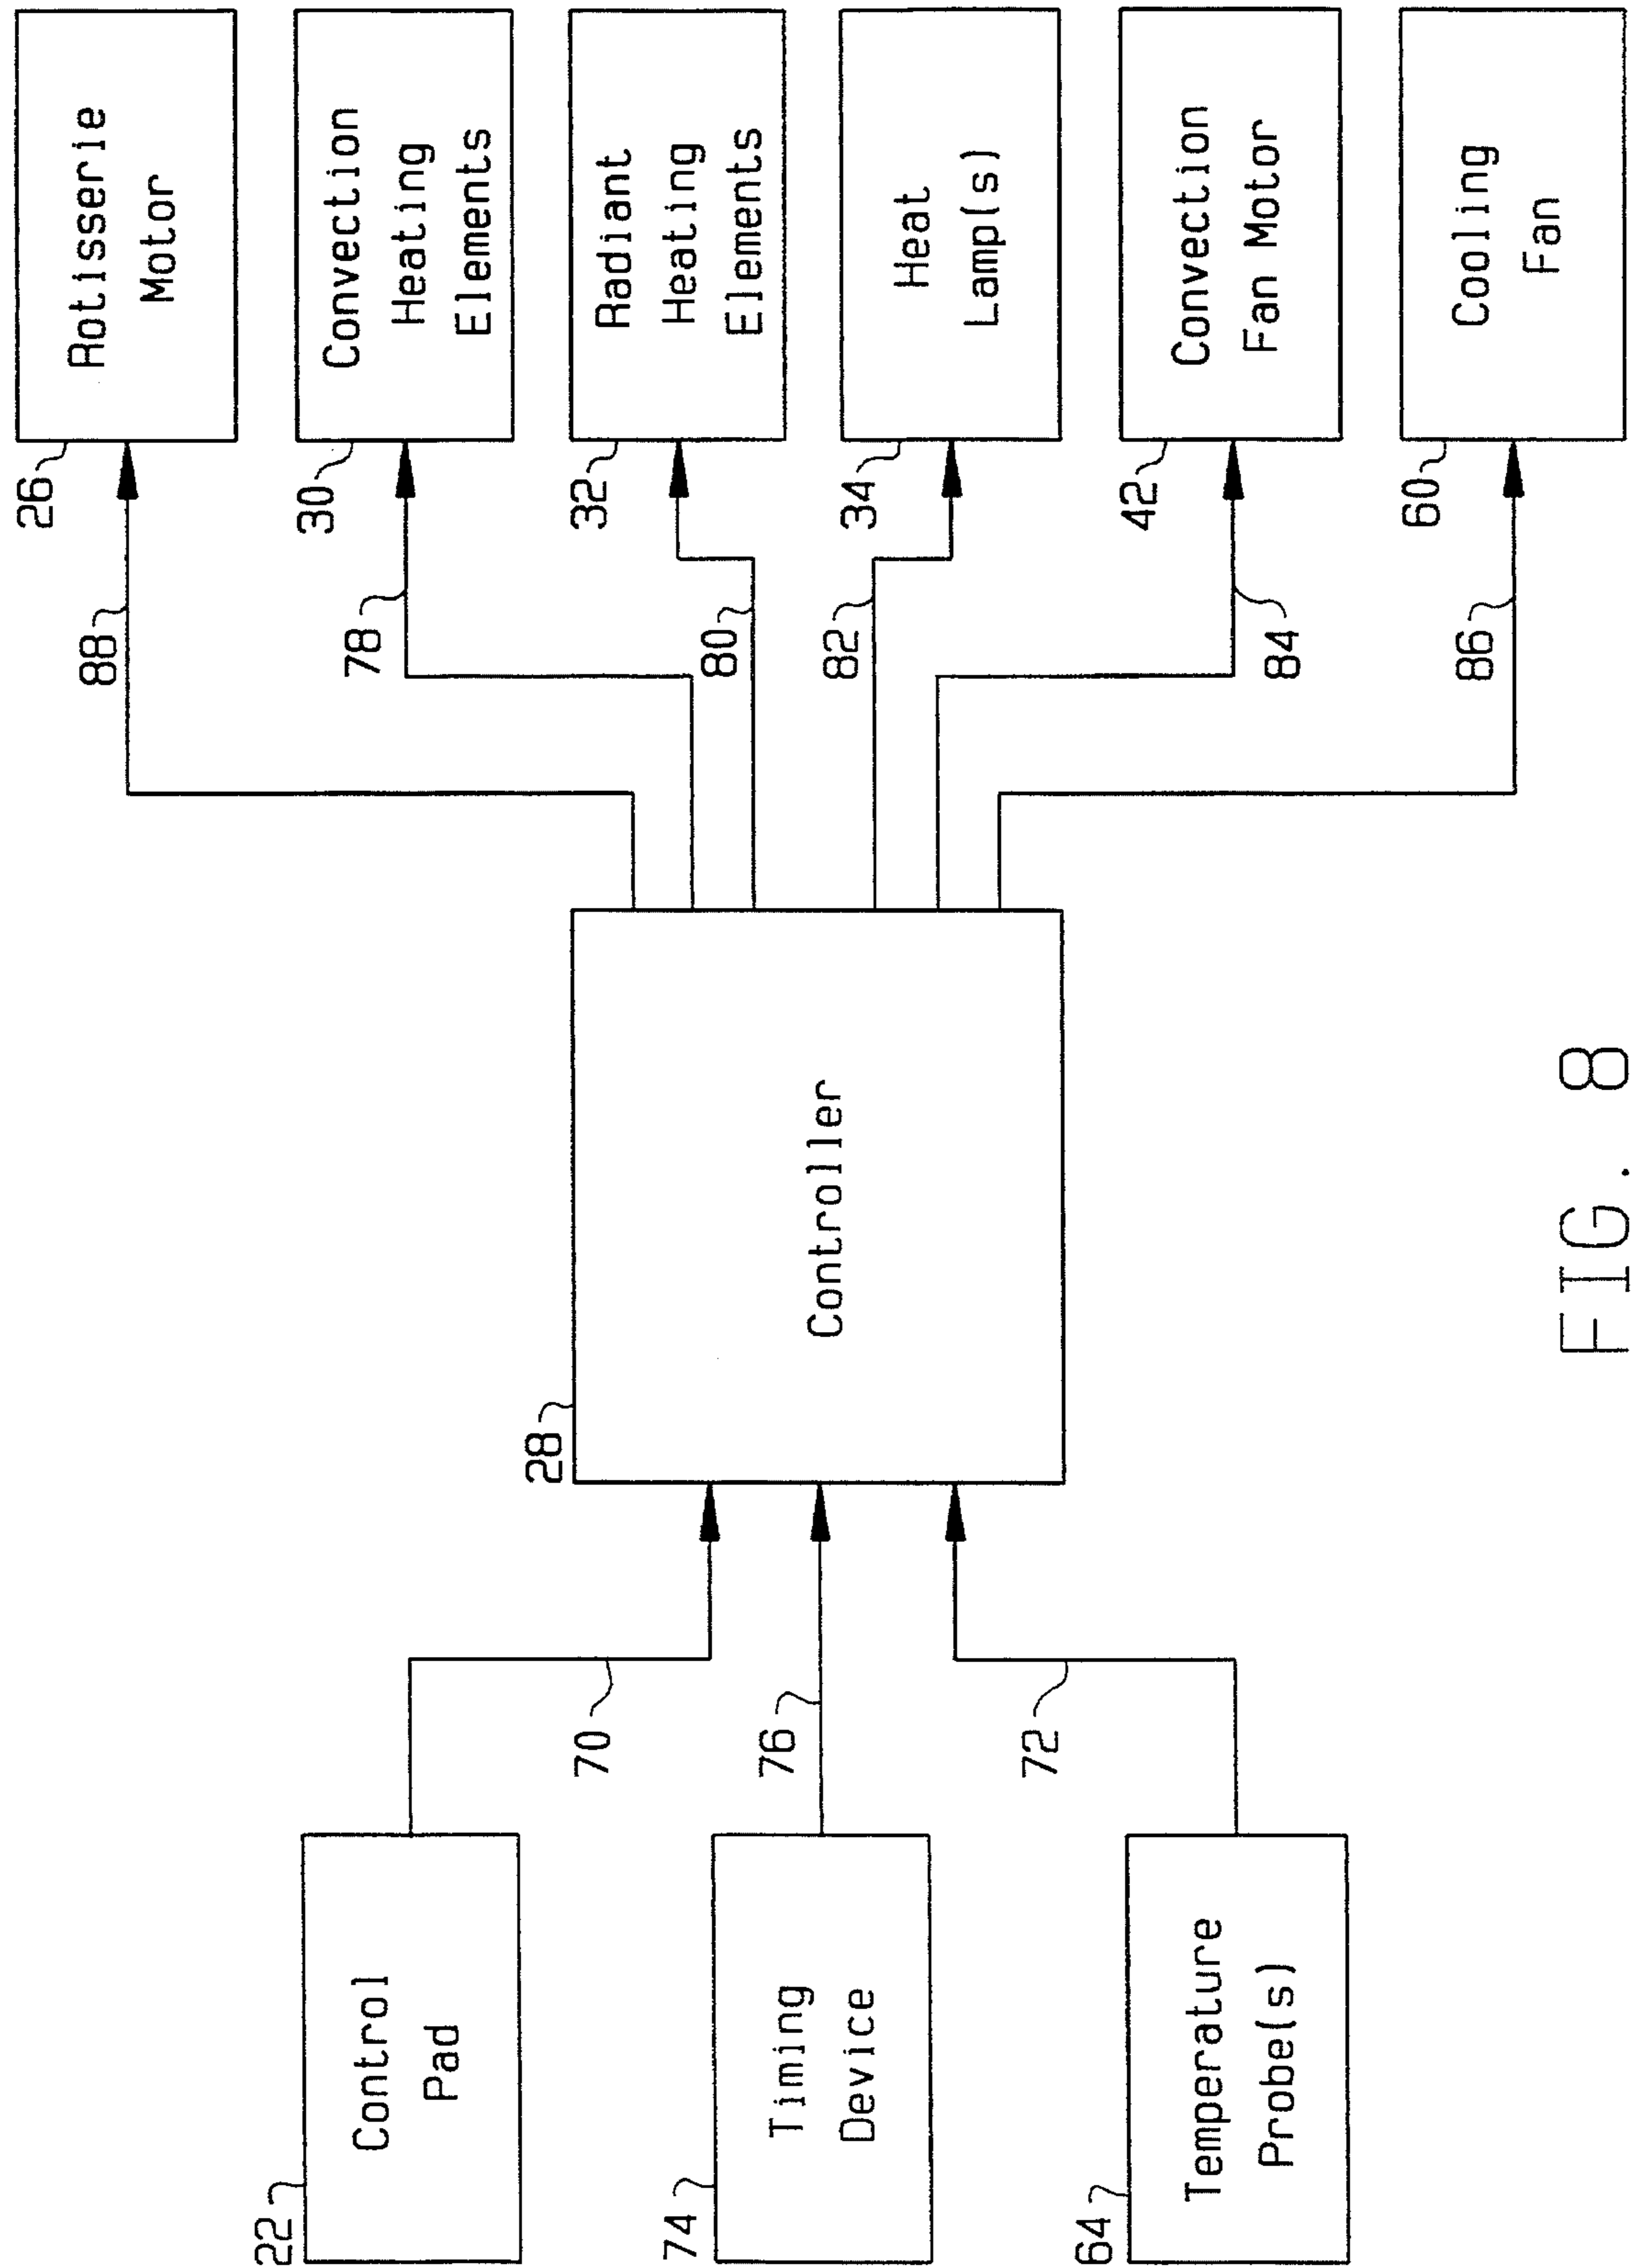 22
Control
Pad
70
74
Timing
Device
76
64
Temperature
Probe(s)
72
28
Controller
88
26
Rotisserie
Motor
78
30
Convection
Heating
Elements
80
32
Radiant
Heating
Elements
82
34
Heat
Lamp(s)
84
42
Convection
Fan Motor
86
60
Cooling
Fan
FIG. 8